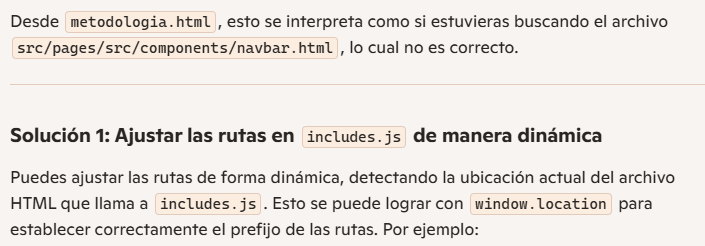 Desde metodologia.html, esto se interpreta como si estuvieras buscando el archivo
src/pages/src/components/navbar.html, lo cual no es correcto.
Solución 1: Ajustar las rutas en includes.js de manera dinámica
Puedes ajustar las rutas de forma dinámica, detectando la ubicación actual del archivo
HTML que llama a includes.js. Esto se puede lograr con window.location para
establecer correctamente el prefijo de las rutas. Por ejemplo: